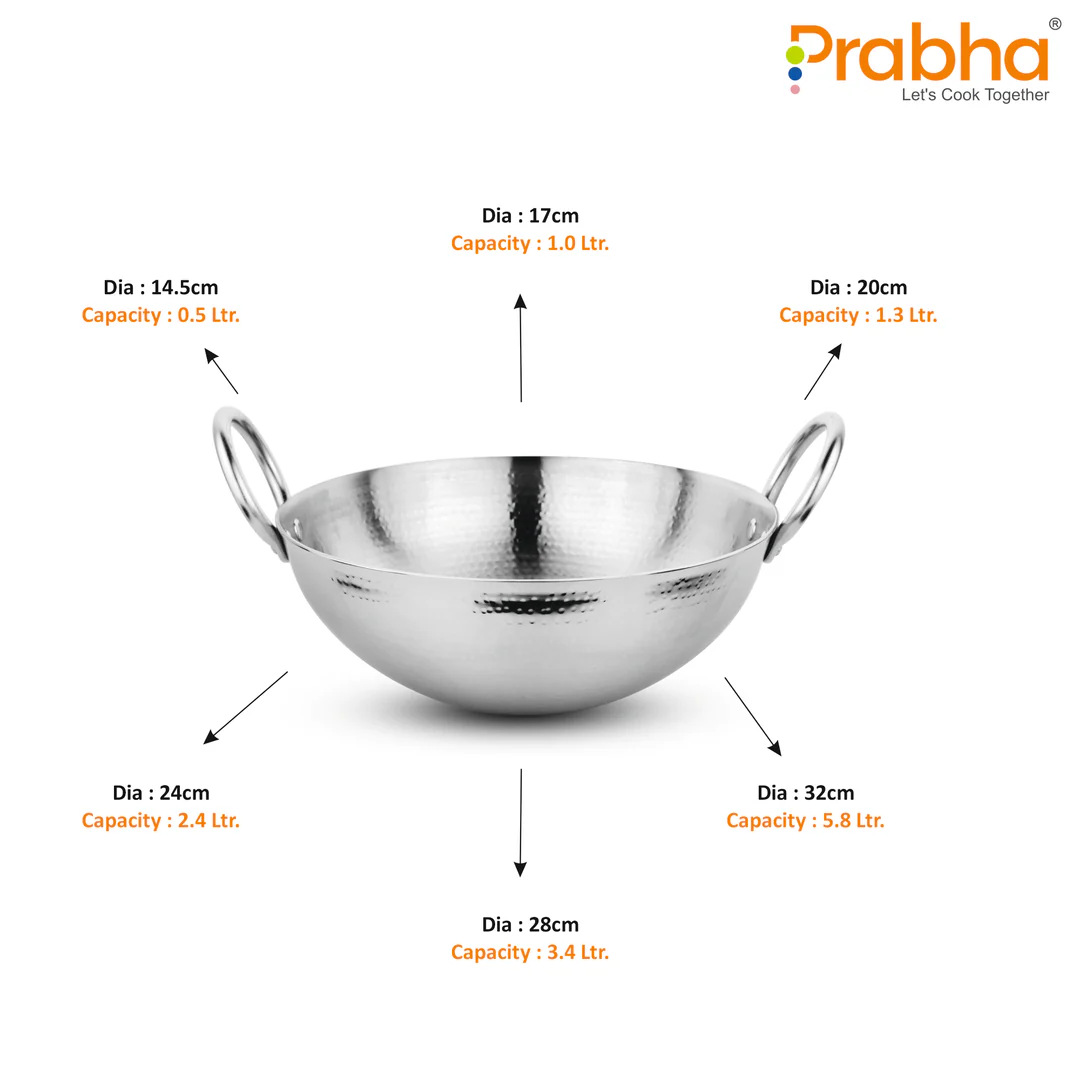 Prabha®
Let's Cook Together
Dia : 17cm
Capacity : 1.0 Ltr.
Dia : 14.5cm
Capacity : 0.5 Ltr.
Dia : 20cm
Capacity : 1.3 Ltr.
Dia : 24cm
Capacity : 2.4 Ltr.
Dia : 32cm
Capacity : 5.8 Ltr.
Dia : 28cm
Capacity : 3.4 Ltr.